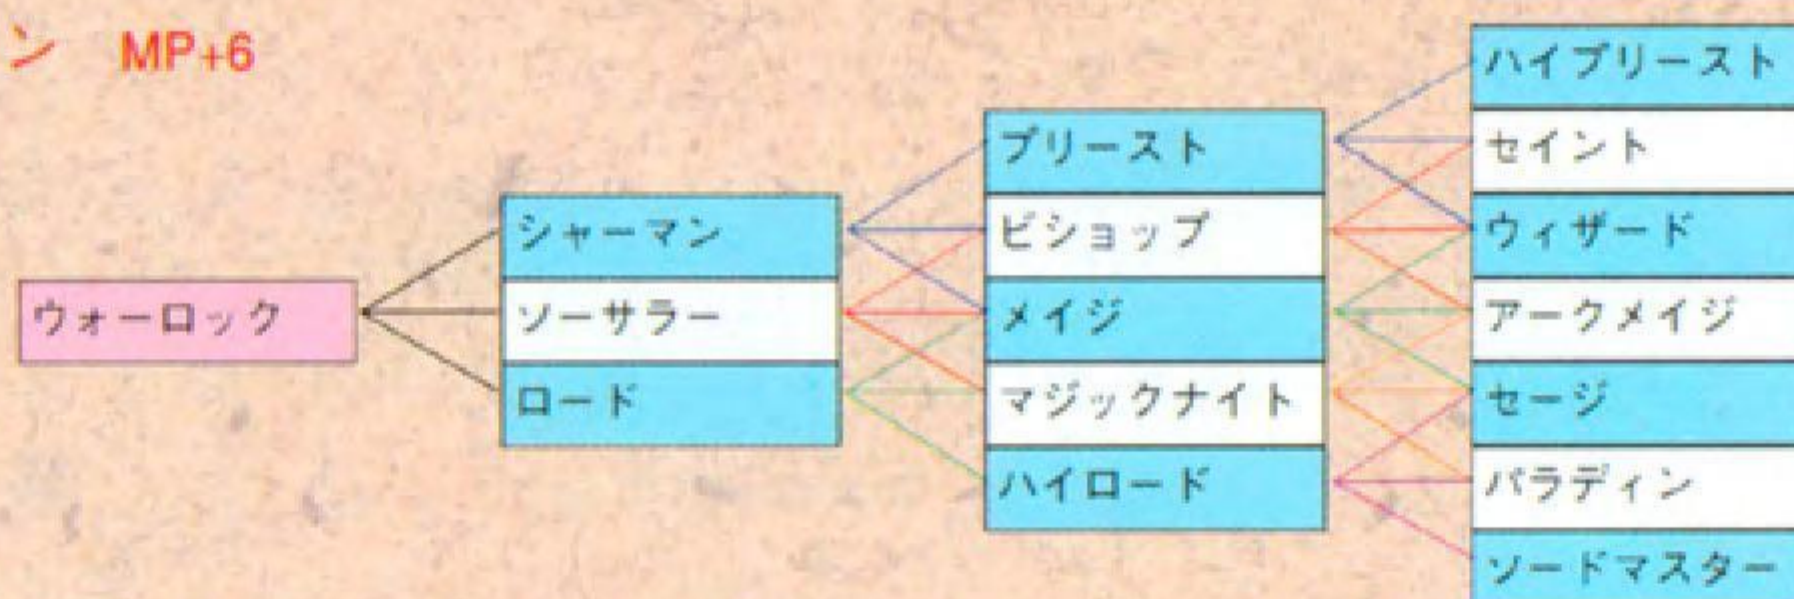 ン MP+6
ウォーロック
シャーマン
ソーサラー
ロード
プリースト
ビショップ
メイジ
マジックナイト
ハイロード
ハイプリースト
セイント
ウィザード
アークメイジ
セージ
パラディン
ソードマスター